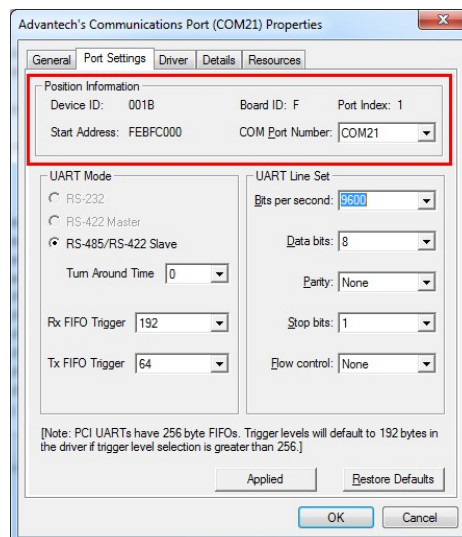 Advantech's Communications Port (COM21) Properties
General Port Settings Driver Details Resources
Position Information
Device ID: 001B Board ID: F Port Index: 1
Start Address: FEBFC000 COM Port Number: COM21
UART Mode UART Line Set
RS-232 Bits per second: 9600
RS-422 Master
RS-485/RS-422 Slave Data bits: 8
Turn Around Time 0 Parity: None
Rx FIFO Trigger 192 Stop bits: 1
Tx FIFO Trigger 64 Flow control: None
[Note: PCI UARTs have 256 byte FIFOs. Trigger levels will default to 192 bytes in
the driver if trigger level selection is greater than 256.]
Applied Restore Defaults
OK Cancel